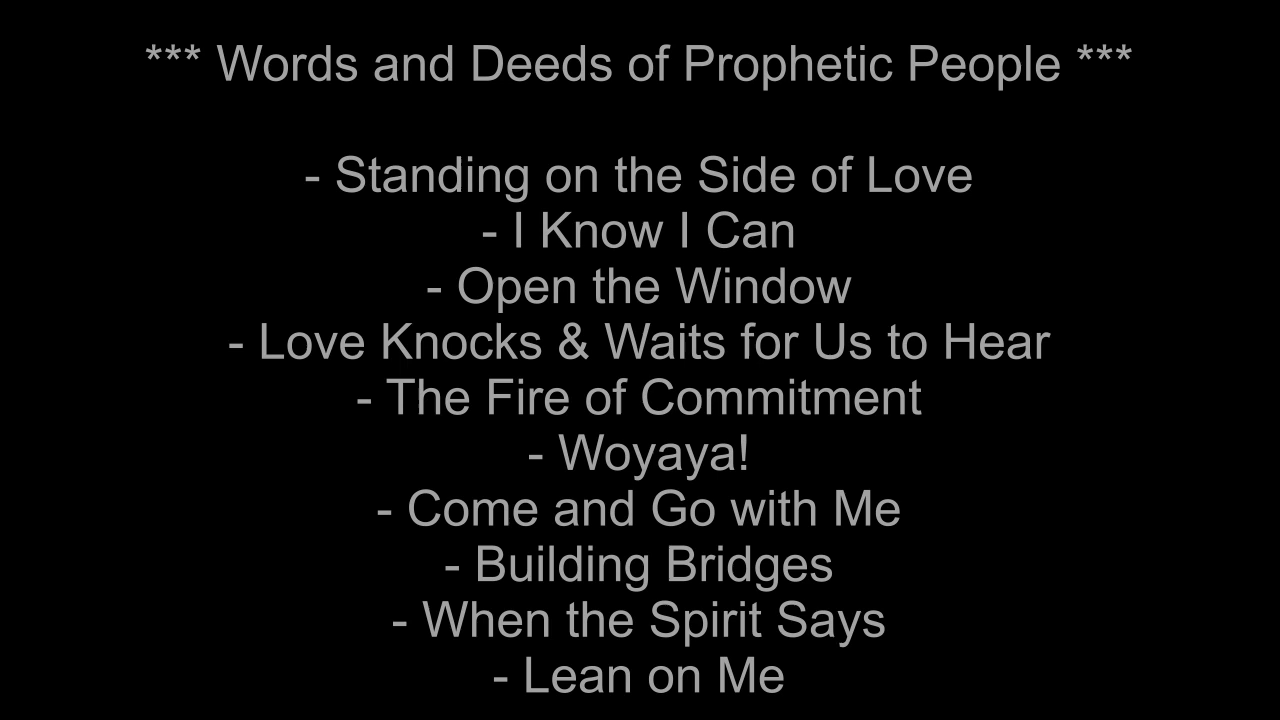 *** Words and Deeds of Prophetic People ***
- Standing on the Side of Love
- I Know I Can
- Open the Window
- Love Knocks & Waits for Us to Hear
- The Fire of Commitment
- Woyaya!
- Come and Go with Me
- Building Bridges
- When the Spirit Says
- Lean on Me